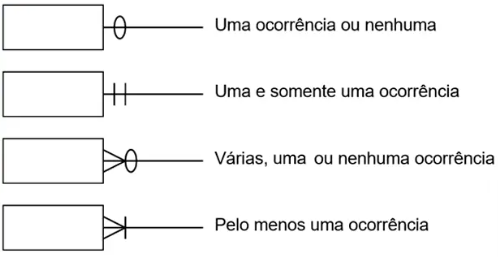 Uma ocorrência ou nenhuma
Uma e somente uma ocorrência
Várias, uma ou nenhuma ocorrência
Pelo menos uma ocorrência